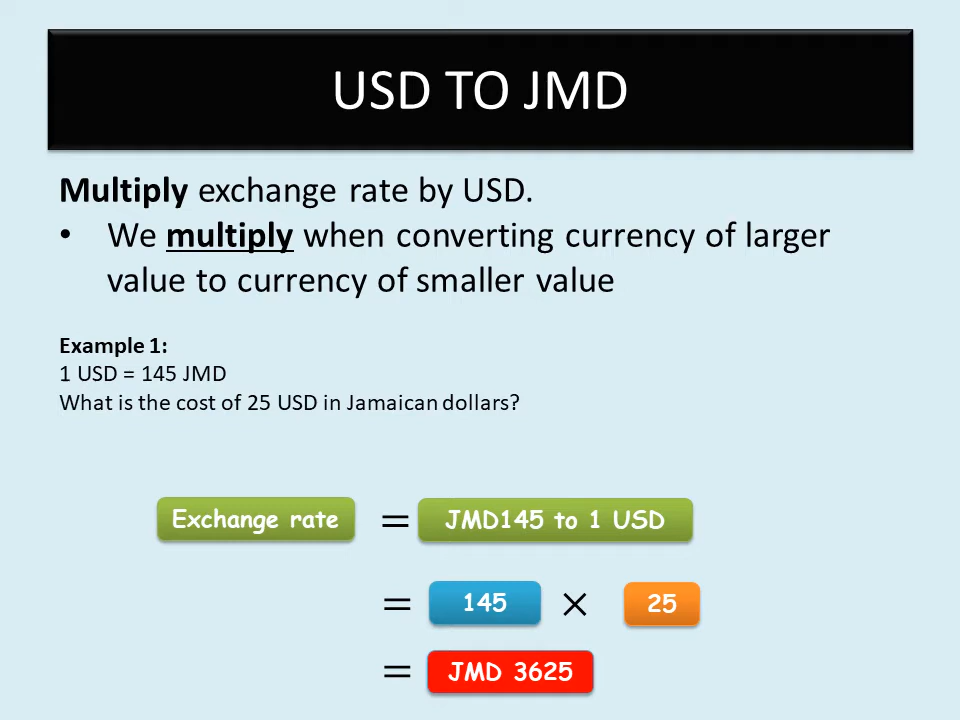 USD TO JMD
Multiply exchange rate by USD.
• We multiply when converting currency of larger
value to currency of smaller value
Example 1:
1 USD = 145 JMD
What is the cost of 25 USD in Jamaican dollars?
Exchange rate = JMD145 to 1 USD
= 145 × 25
= JMD 3625